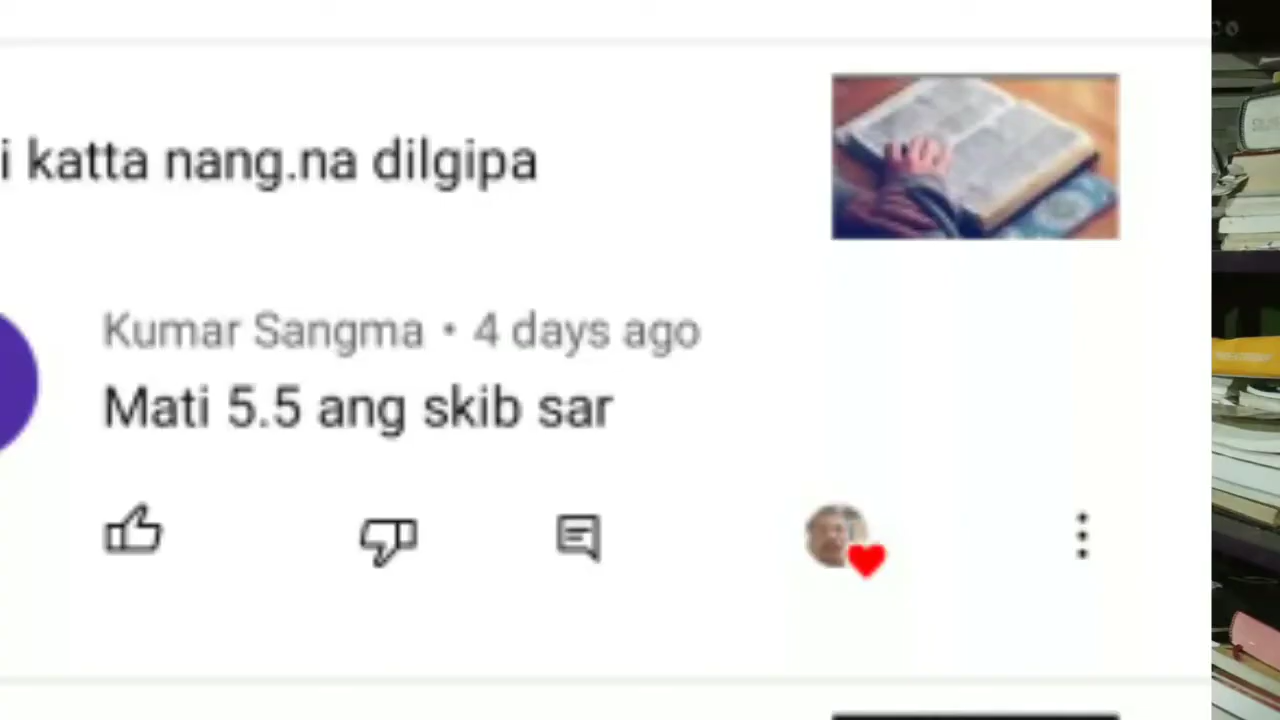 i katta nang.na dilgipa
Kumar Sangma • 4 days ago
Mati 5.5 ang skib sar